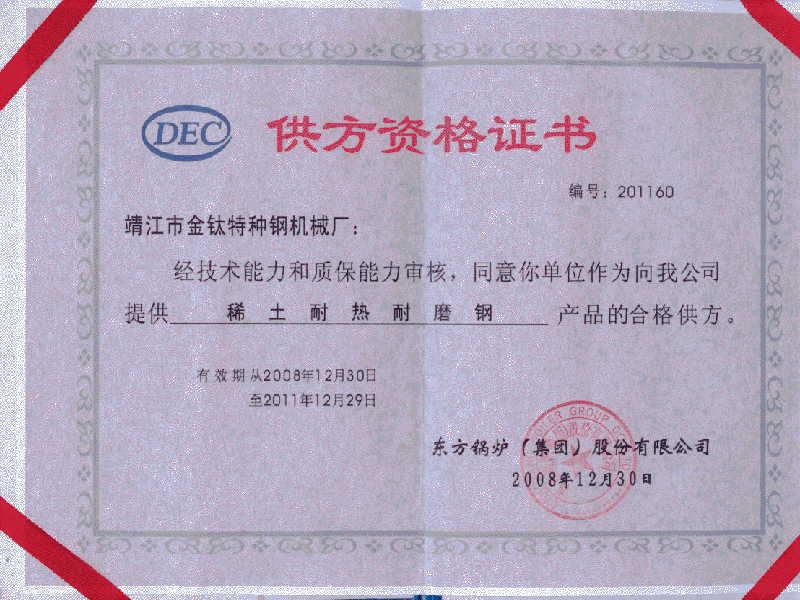 DEC 供方资格证书
编号：201160
靖江市金钛特种钢机械厂：
经技术能力和质保能力审核，同意你单位作为向我公司
提供 稀土耐热耐磨钢 产品的合格供方。
有效期从2008年12月30日
至2011年12月29日
东方锅炉（集团）股份有限公司
2008年12月30日